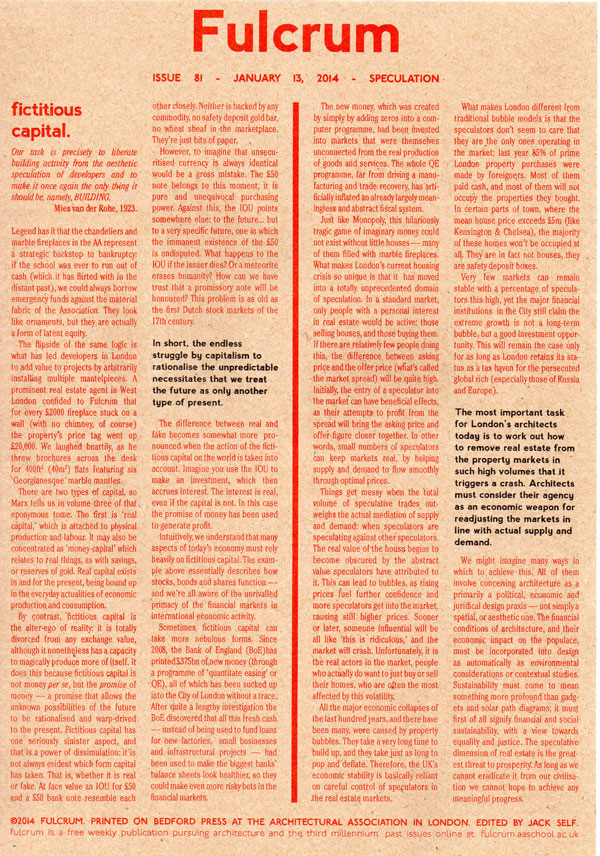 Fulcrum
ISSUE 81 - JANUARY 13, 2014 - SPECULATION
fictitious
capital.
Our task is precisely to liberate
building activity from the aesthetic
speculation of developers and to
make it once again the only thing it
should be, namely, BUILDING.
Mies van der Rohe, 1923.
Legend has it that the chandeliers and
marble fireplaces in the AA represent
a strategic backstop to bankruptcy:
if the school was ever to run out of
cash (which it has flirted with in the
distant past), we could always borrow
emergency funds against the material
fabric of the Association. They look
like ornaments, but they are actually
a form of latent equity.
The flipside of the same logic is
what has led developers in London
to add value to projects by arbitrarily
installing multiple mantelpieces. A
prominent real estate agent in West
London confided to Fulcrum that
for every £2000 fireplace stuck on a
wall (with no chimney, of course)
the property's price tag went up
£20,000. We laughed heartily, as he
threw brochures across the desk
for 400ft² (40m²) flats featuring six
'Georgianesque' marble mantles.
There are two types of capital, so
Marx tells us in volume three of that
eponymous tome. The first is 'real
capital,' which is attached to physical
production and labour. It may also be
concentrated as 'money-capital' which
relates to real things, as with savings,
or reserves of gold. Real capital exists
in and for the present, being bound up
in the everyday actualities of economic
production and consumption.
By contrast, 'fictitious capital' is
the alter-ego of reality: it is totally
divorced from any exchange value,
although it nonetheless has a capacity
to magically produce more of itself. It
does this because fictitious capital is
not money per se, but the promise of
money — a promise that allows the
unknown possibilities of the future
to be rationalised and warp-drived
to the present. Fictitious capital has
one seriously sinister aspect, and
that is a power of dissimulation: it is
not always evident which form capital
has taken. That is, whether it is real
or fake. At face value an IOU for $50
and a $50 bank note resemble each
other closely. Neither is backed by any
commodity, no safety deposit gold bar,
no wheat sheaf in the marketplace.
They're just bits of paper.
However, to imagine that unsecu-
ritised currency is always identical
would be a gross mistake. The $50
note belongs to this moment, it is
pure and unequivocal purchasing
power. Against this, the IOU points
somewhere else: to the future... but
to a very specific future, one in which
the immanent existence of the $50
is undisputed. What happens to the
IOU if the issuer dies? Or a meteorite
erases humanity? How can we have
trust that a promissory note will be
honoured? This problem is as old as
the first Dutch stock markets of the
17th century.
In short, the endless
struggle by capitalism to
rationalise the unpredictable
necessitates that we treat
the future as only another
type of present.
The difference between real and
fake becomes somewhat more pro-
nounced when the action of the ficti-
tious capital on the world is taken into
account. Imagine you use the IOU to
make an investment, which then
accrues interest. The interest is real,
even if the capital is not. In this case
the promise of money has been used
to generate profit.
Intuitively, we understand that many
aspects of today's economy must rely
heavily on fictitious capital. The exam-
ple above essentially describes how
stocks, bonds and shares function —
and we're all aware of the unrivalled
primacy of the financial markets in
international economic activity.
Sometimes fictitious capital can
take more nebulous forms. Since
2008, the Bank of England (BoE) has
printed $375bn of new money (through
a programme of 'quantitate easing' or
QE), all of which has been sucked up
into the City of London without a trace.
After quite a lengthy investigation the
BoE discovered that all this fresh cash
— instead of being used to fund loans
for new factories, small businesses
and infrastructural projects — had
been used to make the biggest banks'
balance sheets look healthier, so they
could make even more risky bets in the
financial markets.
The new money, which was created
by simply by adding zeros into a com-
puter programme, had been invested
into markets that were themselves
unconnected from the real production
of goods and services. The whole QE
programme, far from driving a manu-
facturing and trade recovery, has arti-
ficially inflated an already largely mean-
ingless and abstract fiscal system.
Just like Monopoly, this hilariously
tragic game of imaginary money could
not exist without little houses — many
of them filled with marble fireplaces.
What makes London's current housing
crisis so unique is that it has moved
into a totally unprecedented domain
of speculation. In a standard market,
only people with a personal interest
in real estate would be active: those
selling houses, and those buying them.
If there are relatively few people doing
this, the difference between asking
price and the offer price (what's called
the market spread) will be quite high.
Initially, the entry of a speculator into
the market can have beneficial effects,
as their attempts to profit from the
spread will bring the asking price and
offer figure closer together. In other
words, small numbers of speculators
can keep markets real, by helping
supply and demand to flow smoothly
through optimal prices.
Things get messy when the total
volume of speculative trades out-
weighs the actual mediation of supply
and demand: when speculators are
speculating against other speculators.
The real value of the house begins to
become obscured by the abstract
value speculators have attributed to
it. This can lead to bubbles, as rising
prices fuel further confidence and
more speculators get into the market,
causing still higher prices. Sooner
or later, someone influential will be
all like 'this is ridiculous,' and the
market will crash. Unfortunately, it is
the real actors in the market, people
who actually do want to just buy or sell
their homes, who are often the most
affected by this volatility.
All the major economic collapses of
the last hundred years, and there have
been many, were caused by property
bubbles. They take a very long time to
build up, and they take just as long to
pop and deflate. Therefore, the UK's
economic stability is basically reliant
on careful control of speculators in
the real estate markets.
What makes London different from
traditional bubble models is that the
speculators don't seem to care that
they are the only ones operating in
the market: last year 85% of prime
London property purchases were
made by foreigners. Most of them
paid cash, and most of them will not
occupy the properties they bought.
In certain parts of town, where the
mean house price exceeds $5m (like
Kensington & Chelsea), the majority
of these homes won't be occupied at
all. They are in fact not houses, they
are safety deposit boxes.
Very few markets can remain
stable with a percentage of specula-
tors this high, yet the major financial
institutions in the City still claim the
extreme growth is not a long-term
bubble, but a good investment oppor-
tunity. This will remain the case only
for as long as London retains its sta-
tus as a tax haven for the persecuted
global rich (especially those of Russia
and Europe).
The most important task
for London's architects
today is to work out how
to remove real estate from
the property markets in
such high volumes that it
triggers a crash. Architects
must consider their agency
as an economic weapon for
readjusting the markets in
line with actual supply and
demand.
We might imagine many ways in
which to achieve this. All of them
involve conceiving architecture as a
primarily a political, economic and
juridical design praxis — not simply a
spatial, or aesthetic one. The financial
conditions of architecture, and their
economic impact on the populace,
must be incorporated into design
as automatically as environmental
considerations or contextual studies.
Sustainability must come to mean
something more profound than gadg-
ets and solar path diagrams; it must
first of all signify financial and social
sustainability, with a view towards
equality and justice. The speculative
dimension of real estate is the great-
est threat to prosperity. As long as we
cannot eradicate it from our civilisa-
tion we cannot hope to achieve any
meaningful progress.
©2014 FULCRUM. PRINTED ON BEDFORD PRESS AT THE ARCHITECTURAL ASSOCIATION IN LONDON. EDITED BY JACK SELF.
fulcrum is a free weekly publication pursuing architecture and the third millennium. past issues online at fulcrum.aaschool.ac.uk